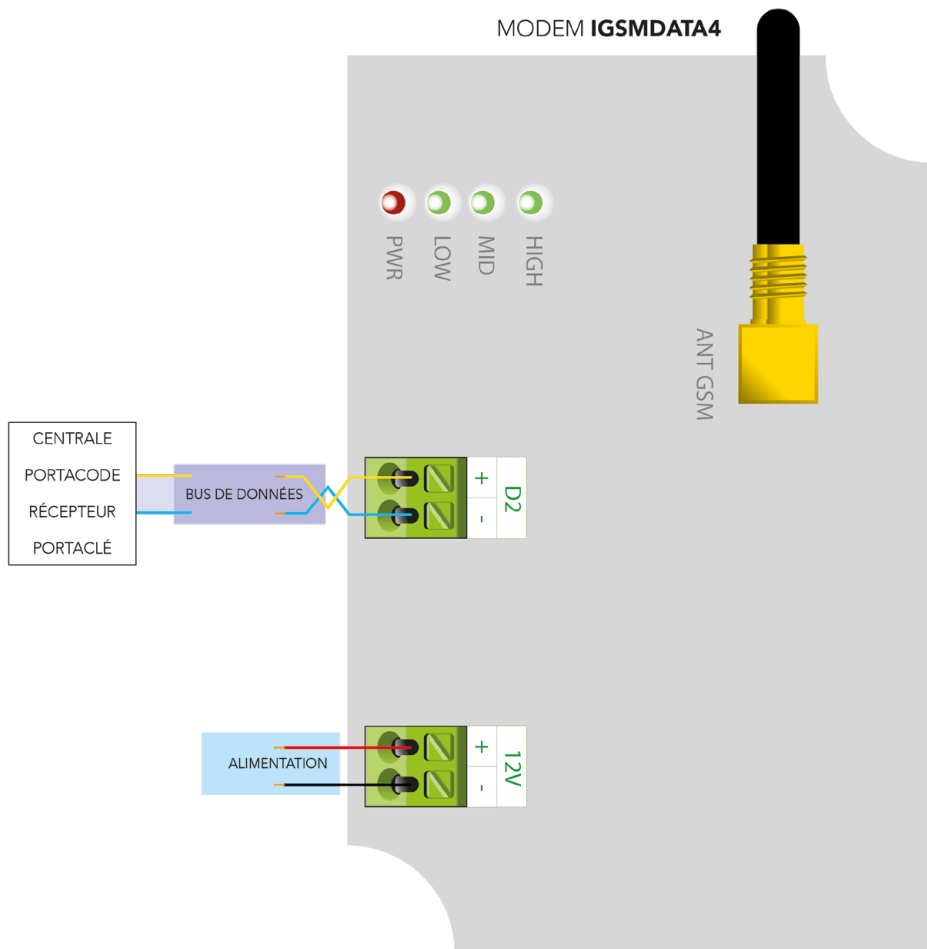 MODEM IGSMDATA4
PWR
LOW
MID
HIGH
ANT GSM
CENTRALE
PORTACODE
RÉCEPTEUR
PORTACLÉ
BUS DE DONNÉES
+
-
D2
ALIMENTATION
+
-
12V